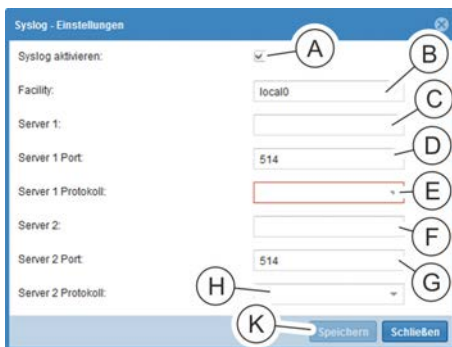 Syslog - Einstellungen
Syslog aktivieren: A
Facility: local0 B
Server 1: C
Server 1 Port: 514 D
Server 1 Protokoll: E
Server 2: F
Server 2 Port: 514 G
Server 2 Protokoll: H
K Speichern Schließen